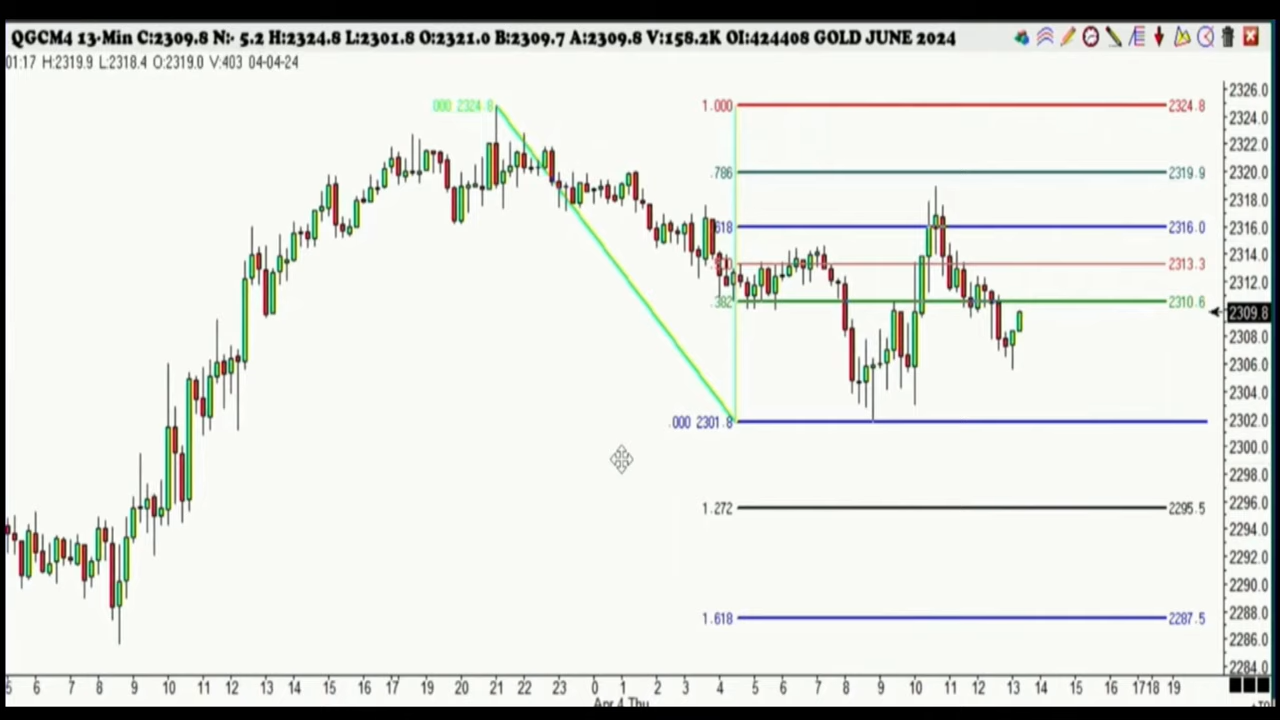 QGCM4 13-Min C:2309.8 N:- 5.2 H:2324.8 L:2301.8 O:2321.0 B:2309.7 A:2309.8 V:158.2K OI:424408 GOLD JUNE 2024
01:17 H:2319.9 L:2318.4 O:2319.0 V:403 04-04-24
2326.0
000 2324.8 1.000 2324.8
2324.0
2322.0
.786 2319.9 2320.0
2318.0
618 2316.0 2316.0
2314.0
2313.3
2312.0
.382 2310.6
2309.8
2308.0
2306.0
2304.0
.000 2301.8 2302.0
2300.0
2298.0
1.272 2295.5 2296.0
2294.0
2292.0
2290.0
2288.0
1.618 2287.5
2286.0
2284.0
5 6 7 8 9 10 11 12 13 14 15 16 17 19 20 21 22 23 0 1 2 3 4 5 6 7 8 9 10 11 12 13 14 15 16 17 18 19
Apr 4 Thu